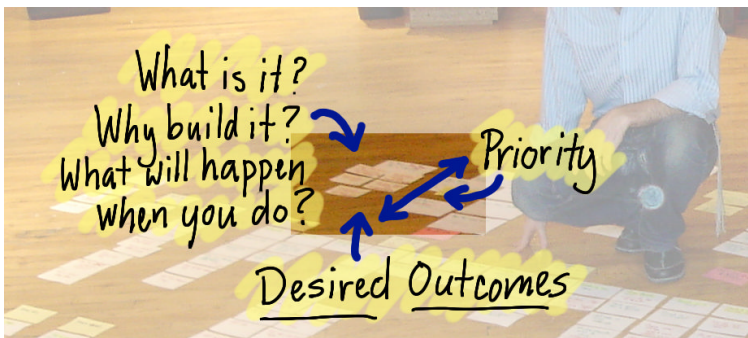 What is it?
Why build it?
What will happen
when you do?
Priority
Desired Outcomes